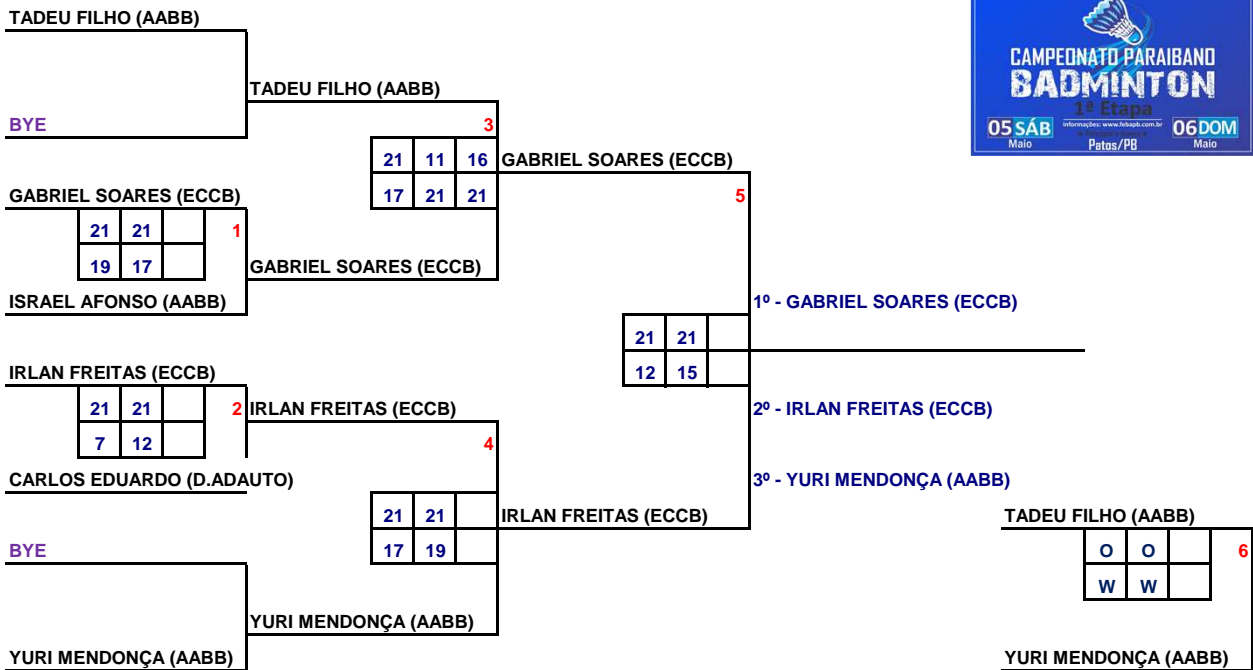 TADEU FILHO (AABB)
BYE
TADEU FILHO (AABB)
3
21 11 16
17 21 21
GABRIEL SOARES (ECCB)
GABRIEL SOARES (ECCB)
21 21
1
19 17
GABRIEL SOARES (ECCB)
ISRAEL AFONSO (AABB)
5
1º - GABRIEL SOARES (ECCB)
21 21
12 15
IRLAN FREITAS (ECCB)
21 21
2
7 12
IRLAN FREITAS (ECCB)
4
CARLOS EDUARDO (D.ADAUTO)
2º - IRLAN FREITAS (ECCB)
3º - YURI MENDONÇA (AABB)
21 21
17 19
IRLAN FREITAS (ECCB)
BYE
YURI MENDONÇA (AABB)
YURI MENDONÇA (AABB)
TADEU FILHO (AABB)
O O
6
W W
YURI MENDONÇA (AABB)
CAMPEONATO PARAIBANO
BADMINTON
1ª Etapa
05 SÁB
Maio
informações: www.febapb.com.br
Patos/PB
06 DOM
Maio